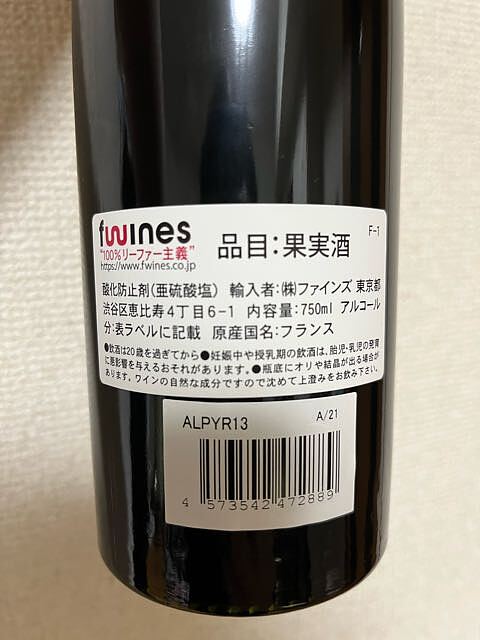 fwines
"100%リーファー主義"
https://www.fwines.co.jp
品目:果実酒
F-1
酸化防止剤(亜硫酸塩) 輸入者:㈱ファインズ 東京都
渋谷区恵比寿4丁目6-1 内容量:750ml アルコール
分:表ラベルに記載 原産国名:フランス
●飲酒は20歳を過ぎてから●妊娠中や授乳期の飲酒は、胎児・乳児の発育
に悪影響を与えるおそれがあります。●瓶底にオリや結晶が出る場合が
あります。ワインの自然な成分ですので沈めて上澄みをお飲み下さい。
ALPYR13
A/21
4 573542 472889